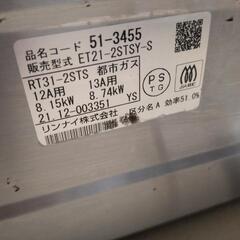 品名コード 51-3455
販売型式 ET21-2STSY-S
RT31-2STS 都市ガス
12A用 13A用
8.15kW 8.74kW YS
21.12-003351
リンナイ株式会社 区分名A 効率51.0%
PS
TG